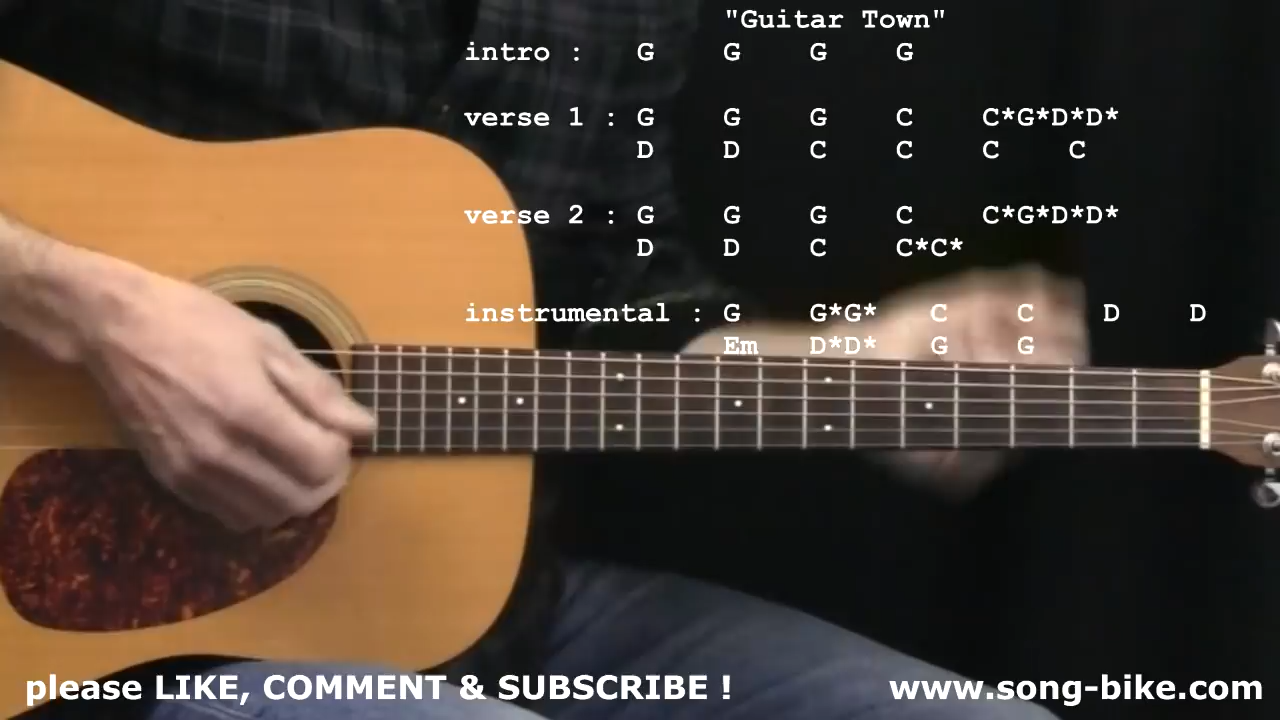 "Guitar Town"
intro : G G G G
verse 1 : G G G C C*G*D*D*
D D C C C C
verse 2 : G G G C C*G*D*D*
D D C C*C*
instrumental : G G*G* C C D D
Em D*D* G G
please LIKE, COMMENT & SUBSCRIBE !
www.song-bike.com